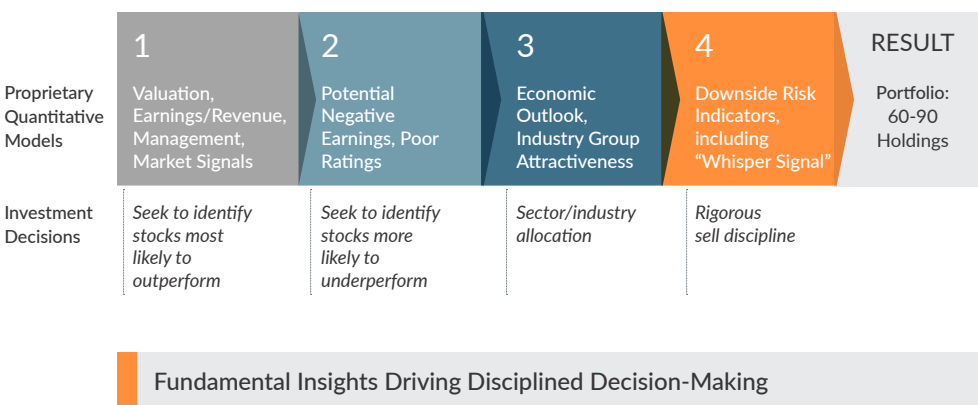 1
2
3
4
RESULT
Proprietary
Quantitative
Models
Valuation,
Earnings/Revenue,
Management,
Market Signals
Potential
Negative
Earnings, Poor
Ratings
Economic
Outlook,
Industry Group
Attractiveness
Downside Risk
Indicators,
including
“Whisper Signal”
Portfolio:
60-90
Holdings
Investment
Decisions
Seek to identify
stocks most
likely to
outperform
Seek to identify
stocks more
likely to
underperform
Sector/industry
allocation
Rigorous
sell discipline
Fundamental Insights Driving Disciplined Decision-Making